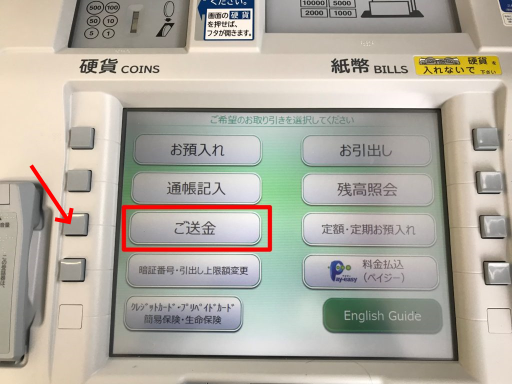 ください。
画面の硬貨
を押せば、
フタが開きます。
500 100
50 10
5 1
10000 5000
2000 1000
硬貨 COINS
紙幣 BILLS
硬貨を
入れないで下さい
ご希望のお取り引きを選択してください
お預入れ
お引出し
通帳記入
残高照会
ご送金
定額・定期お預入れ
暗証番号・引出し上限額変更
Pay-easy
料金払込
(ペイジー)
クレジットカード・プリペイドカード
簡易保険・生命保険
English Guide